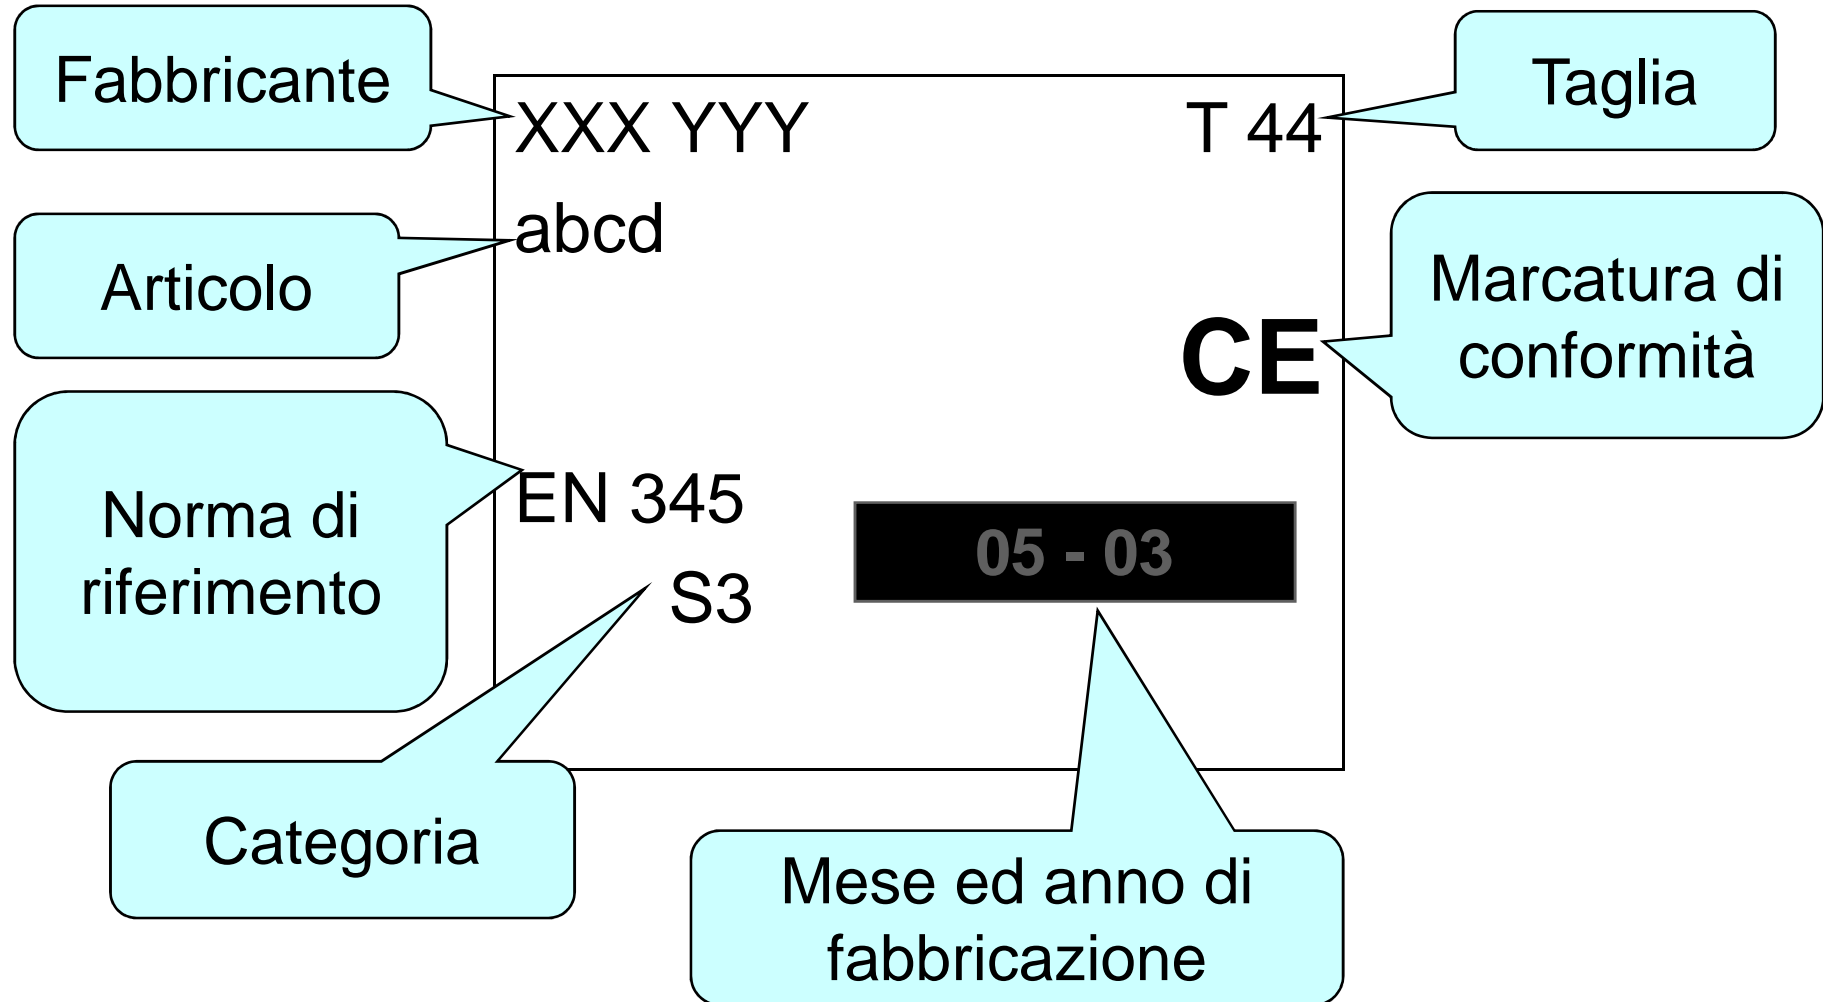 Fabbricante
Taglia
XXX YYY
T 44
abcd
Articolo
Marcatura di
conformità
CE
EN 345
Norma di
riferimento
05 - 03
S3
Categoria
Mese ed anno di
fabbricazione